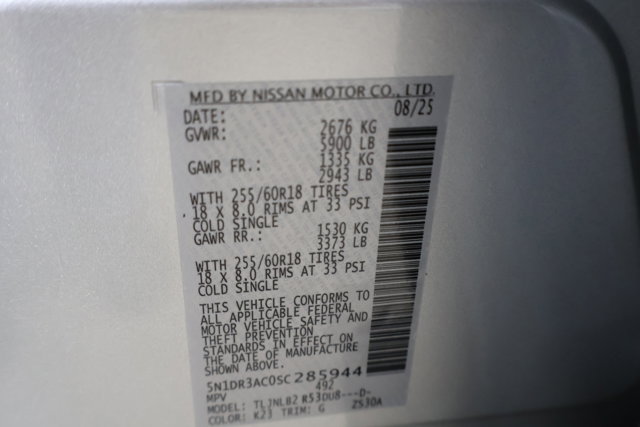 MFD BY NISSAN MOTOR CO., LTD.
DATE: 08/25
GVWR: 2676 KG
5900 LB
GAWR FR.: 1335 KG
2943 LB
WITH 255/60R18 TIRES
18 X 8.0 RIMS AT 33 PSI
COLD SINGLE
GAWR RR.: 1530 KG
3373 LB
WITH 255/60R18 TIRES
18 X 8.0 RIMS AT 33 PSI
COLD SINGLE
THIS VEHICLE CONFORMS TO
ALL APPLICABLE FEDERAL
MOTOR VEHICLE SAFETY AND
THEFT PREVENTION
STANDARDS IN EFFECT ON
THE DATE OF MANUFACTURE
SHOWN ABOVE.
5N1DR3AC0SC285944
MPV 492
MODEL: TLJNLB2 R53DU8---D-
COLOR: K23 TRIM: G ZS30A